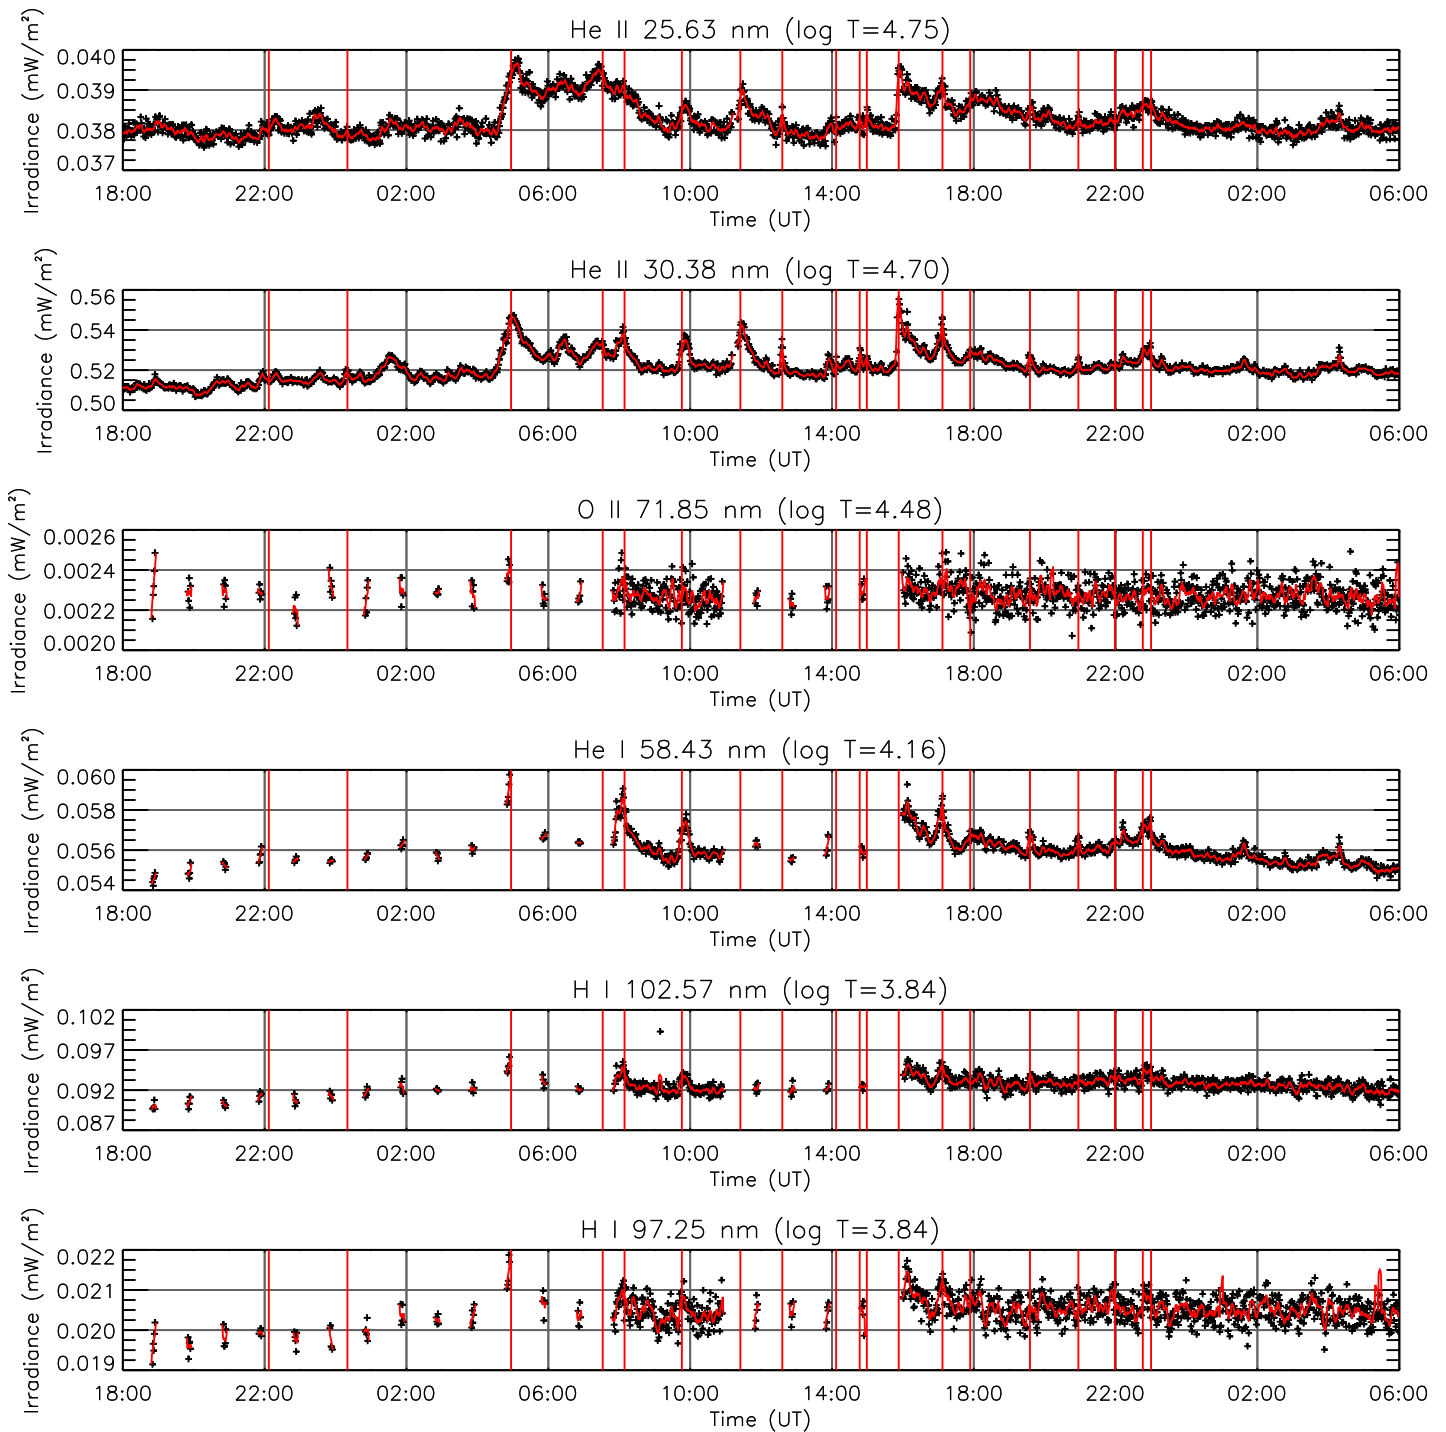 He II 25.63 nm (log T=4.75)
Irradiance (mW/m²)
0.040
0.039
0.038
0.037
18:00 22:00 02:00 06:00 10:00 14:00 18:00 22:00 02:00 06:00
Time (UT)
He II 30.38 nm (log T=4.70)
Irradiance (mW/m²)
0.56
0.54
0.52
0.50
18:00 22:00 02:00 06:00 10:00 14:00 18:00 22:00 02:00 06:00
Time (UT)
O II 71.85 nm (log T=4.48)
Irradiance (mW/m²)
0.0026
0.0024
0.0022
0.0020
18:00 22:00 02:00 06:00 10:00 14:00 18:00 22:00 02:00 06:00
Time (UT)
He I 58.43 nm (log T=4.16)
Irradiance (mW/m²)
0.060
0.058
0.056
0.054
18:00 22:00 02:00 06:00 10:00 14:00 18:00 22:00 02:00 06:00
Time (UT)
H I 102.57 nm (log T=3.84)
Irradiance (mW/m²)
0.102
0.097
0.092
0.087
18:00 22:00 02:00 06:00 10:00 14:00 18:00 22:00 02:00 06:00
Time (UT)
H I 97.25 nm (log T=3.84)
Irradiance (mW/m²)
0.022
0.021
0.020
0.019
18:00 22:00 02:00 06:00 10:00 14:00 18:00 22:00 02:00 06:00
Time (UT)